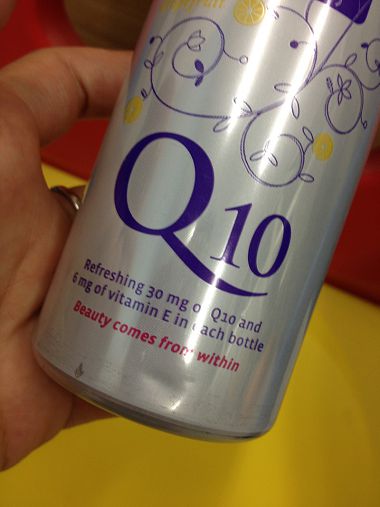 Q10
Refreshing 30 mg of Q10 and
6 mg of vitamin E in each bottle
Beauty comes from within